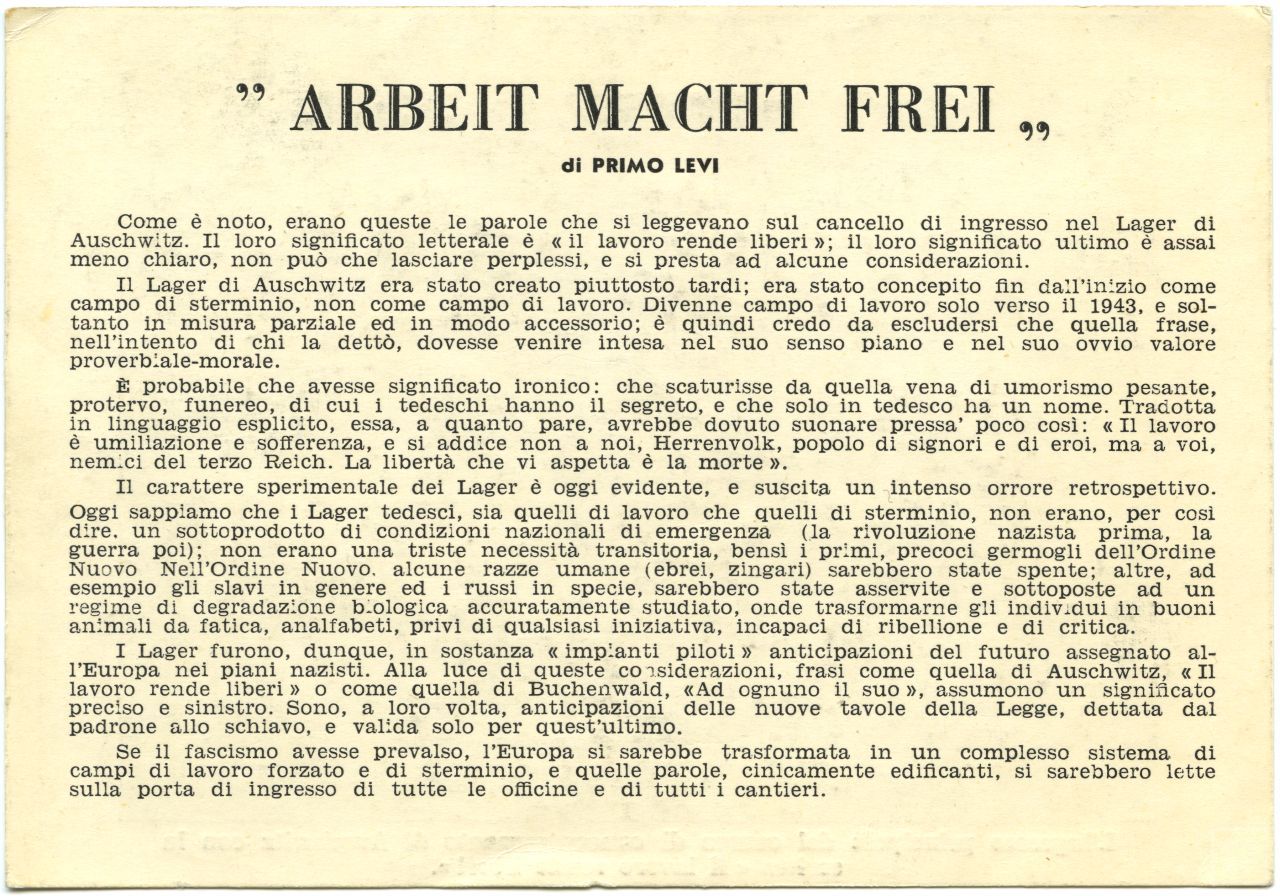 ” ARBEIT MACHT FREI „
di PRIMO LEVI
Come è noto, erano queste le parole che si leggevano sul cancello di ingresso nel Lager di
Auschwitz. Il loro significato letterale è « il lavoro rende liberi »; il loro significato ultimo è assai
meno chiaro, non può che lasciare perplessi, e si presta ad alcune considerazioni.
Il Lager di Auschwitz era stato creato piuttosto tardi; era stato concepito fin dall'inizio come
campo di sterminio, non come campo di lavoro. Divenne campo di lavoro solo verso il 1943, e sol-
tanto in misura parziale ed in modo accessorio; è quindi credo da escludersi che quella frase,
nell'intento di chi la dettò, dovesse venire intesa nel suo senso piano e nel suo ovvio valore
proverbiale-morale.
È probabile che avesse significato ironico: che scaturisse da quella vena di umorismo pesante,
protervo, funereo, di cui i tedeschi hanno il segreto, e che solo in tedesco ha un nome. Tradotta
in linguaggio esplicito, essa, a quanto pare, avrebbe dovuto suonare pressa' poco così: « Il lavoro
è umiliazione e sofferenza, e si addice non a noi, Herrenvolk, popolo di signori e di eroi, ma a voi,
nemici del terzo Reich. La libertà che vi aspetta è la morte ».
Il carattere sperimentale dei Lager è oggi evidente, e suscita un intenso orrore retrospettivo.
Oggi sappiamo che i Lager tedeschi, sia quelli di lavoro che quelli di sterminio, non erano, per così
dire, un sottoprodotto di condizioni nazionali di emergenza (la rivoluzione nazista prima, la
guerra poi); non erano una triste necessità transitoria, bensì i primi, precoci germogli dell'Ordine
Nuovo Nell'Ordine Nuovo, alcune razze umane (ebrei, zingari) sarebbero state spente; altre, ad
esempio gli slavi in genere ed i russi in specie, sarebbero state asservite e sottoposte ad un
regime di degradazione biologica accuratamente studiato, onde trasformarne gli individui in buoni
animali da fatica, analfabeti, privi di qualsiasi iniziativa, incapaci di ribellione e di critica.
I Lager furono, dunque, in sostanza « impianti piloti » anticipazioni del futuro assegnato al-
l'Europa nei piani nazisti. Alla luce di queste considerazioni, frasi come quella di Auschwitz, « Il
lavoro rende liberi » o come quella di Buchenwald, «Ad ognuno il suo », assumono un significato
preciso e sinistro. Sono, a loro volta, anticipazioni delle nuove tavole della Legge, dettata dal
padrone allo schiavo, e valida solo per quest'ultimo.
Se il fascismo avesse prevalso, l'Europa si sarebbe trasformata in un complesso sistema di
campi di lavoro forzato e di sterminio, e quelle parole, cinicamente edificanti, si sarebbero lette
sulla porta di ingresso di tutte le officine e di tutti i cantieri.